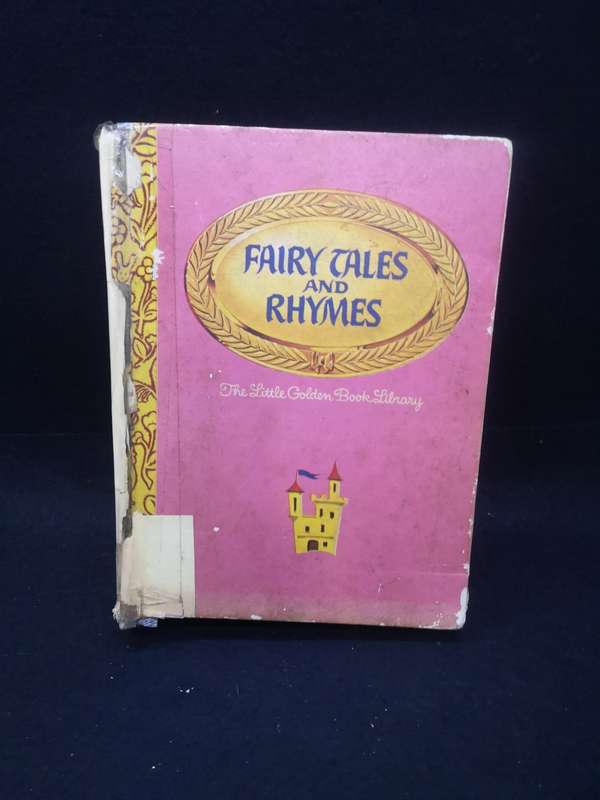 FAIRY TALES
AND
RHYMES
The Little Golden Book Library